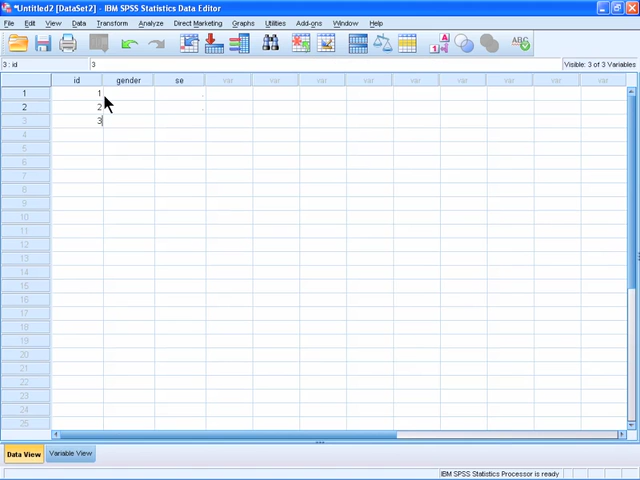 *Untitled2 [DataSet2] - IBM SPSS Statistics Data Editor
File Edit View Data Transform Analyze Direct Marketing Graphs Utilities Add-ons Window Help
3 : id 3 Visible: 3 of 3 Variables
id gender se var var var var var var var var var
1 1 .
2 2 .
3 3
4
5
6
7
8
9
10
11
12
13
14
15
16
17
18
19
20
21
22
23
24
25
Data View Variable View
IBM SPSS Statistics Processor is ready